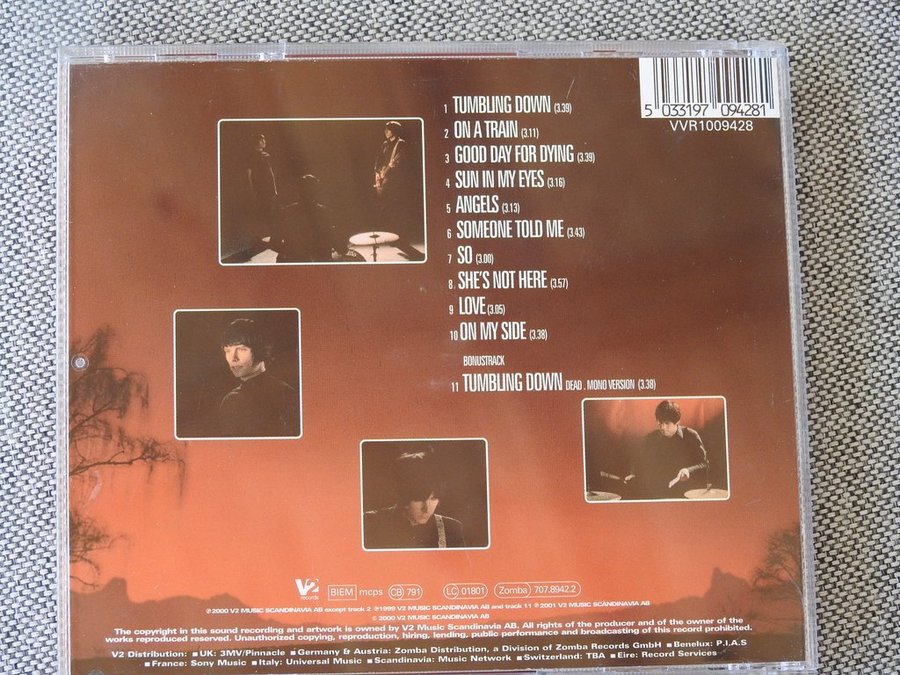 5 033197 094281
VVR1009428
1 TUMBLING DOWN (3.39)
2 ON A TRAIN (3.11)
3 GOOD DAY FOR DYING (3.39)
4 SUN IN MY EYES (3.16)
5 ANGELS (3.13)
6 SOMEONE TOLD ME (3.43)
7 SO (3.00)
8 SHE'S NOT HERE (3.57)
9 LOVE (3.05)
10 ON MY SIDE (3.38)
BONUSTRACK
11 TUMBLING DOWN DEAD . MONO VERSION (3.38)
V2 records BIEM mcps CB 791 LC 01801 Zomba 707.8942.2
℗2000 V2 MUSIC SCANDINAVIA AB except track 2 ℗1999 V2 MUSIC SCANDINAVIA AB and track 11 ℗2001 V2 MUSIC SCANDINAVIA AB
© 2000 V2 MUSIC SCANDINAVIA AB
The copyright in this sound recording and artwork is owned by V2 Music Scandinavia AB. All rights of the producer and of the owner of the
works reproduced reserved. Unauthorized copying, reproduction, hiring, lending, public performance and broadcasting of this record prohibited.
V2 Distribution: ■ UK: 3MV/Pinnacle ■ Germany & Austria: Zomba Distribution, a Division of Zomba Records GmbH ■ Benelux: P.I.A.S
■ France: Sony Music ■ Italy: Universal Music ■ Scandinavia: Music Network ■ Switzerland: TBA ■ Eire: Record Services